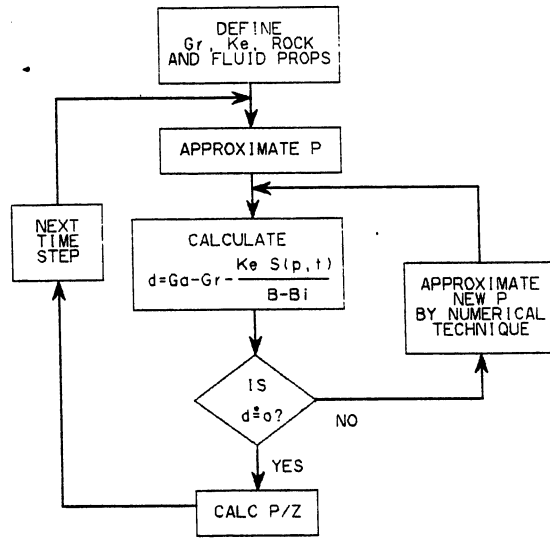 DEFINE
Gr, Ke, ROCK
AND FLUID PROPS
APPROXIMATE P
NEXT
TIME
STEP
CALCULATE
d=Ga-Gr-Ke S(p,t)
B-Bi
APPROXIMATE
NEW P
BY NUMERICAL
TECHNIQUE
IS
d≐o?
NO
YES
CALC P/Z